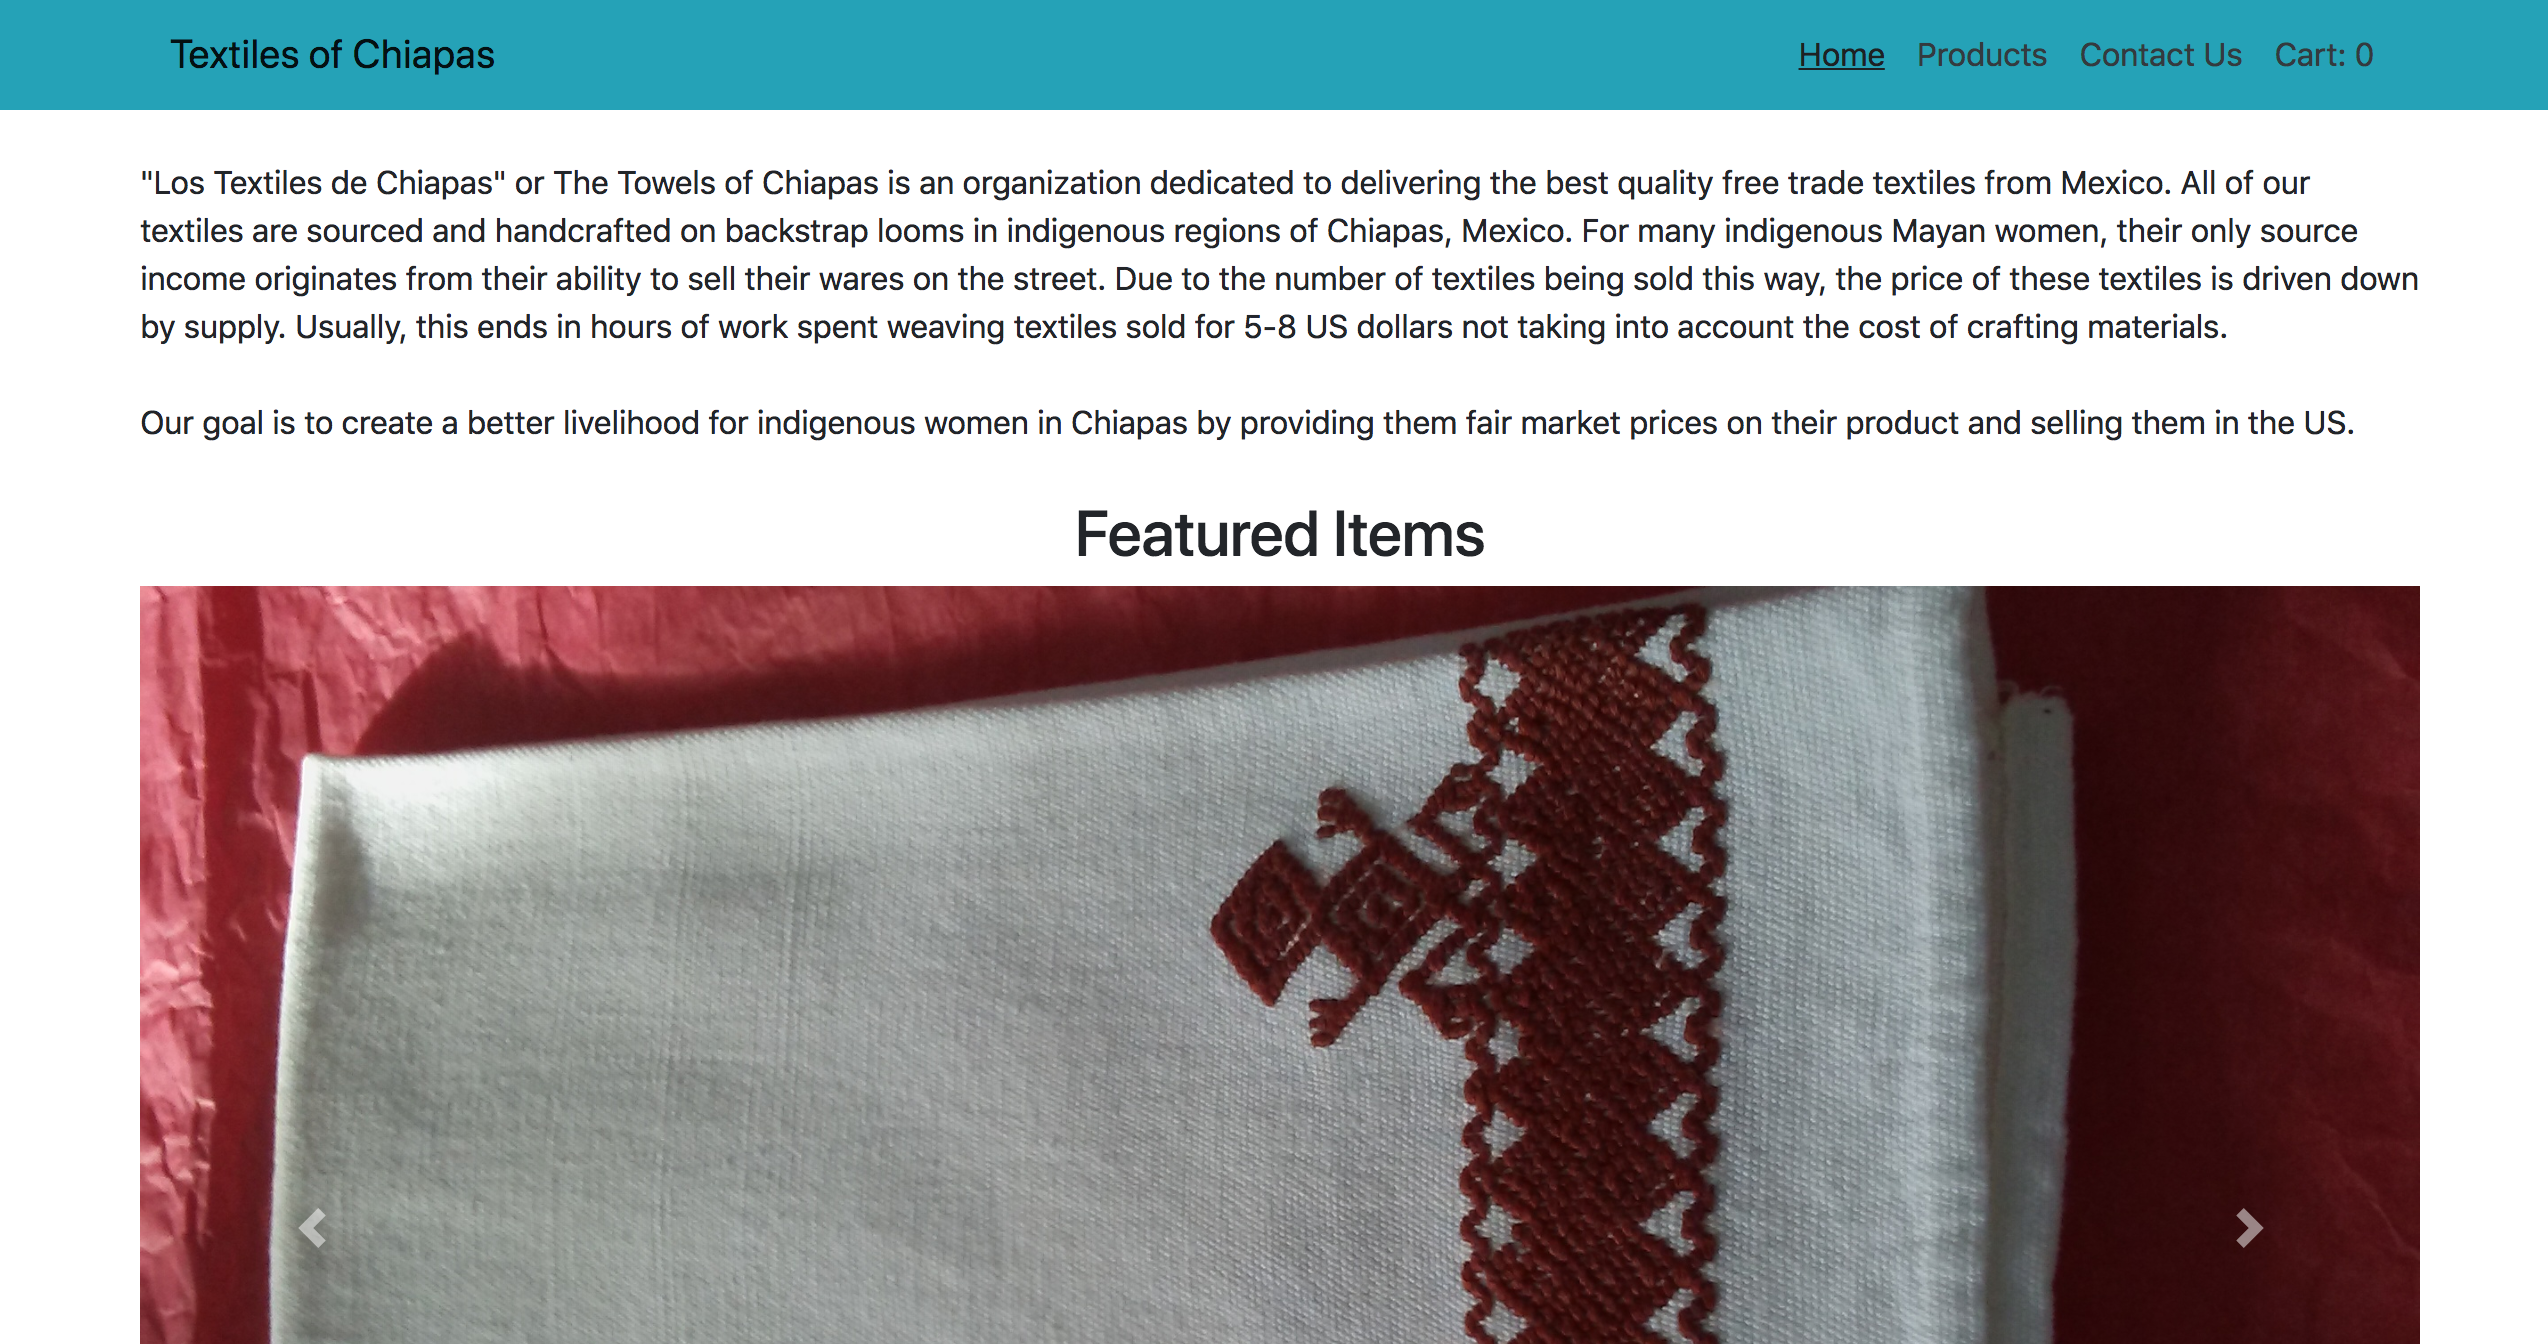 Textiles of Chiapas
Home Products Contact Us Cart: 0
"Los Textiles de Chiapas" or The Towels of Chiapas is an organization dedicated to delivering the best quality free trade textiles from Mexico. All of our
textiles are sourced and handcrafted on backstrap looms in indigenous regions of Chiapas, Mexico. For many indigenous Mayan women, their only source
income originates from their ability to sell their wares on the street. Due to the number of textiles being sold this way, the price of these textiles is driven down
by supply. Usually, this ends in hours of work spent weaving textiles sold for 5-8 US dollars not taking into account the cost of crafting materials.
Our goal is to create a better livelihood for indigenous women in Chiapas by providing them fair market prices on their product and selling them in the US.
Featured Items